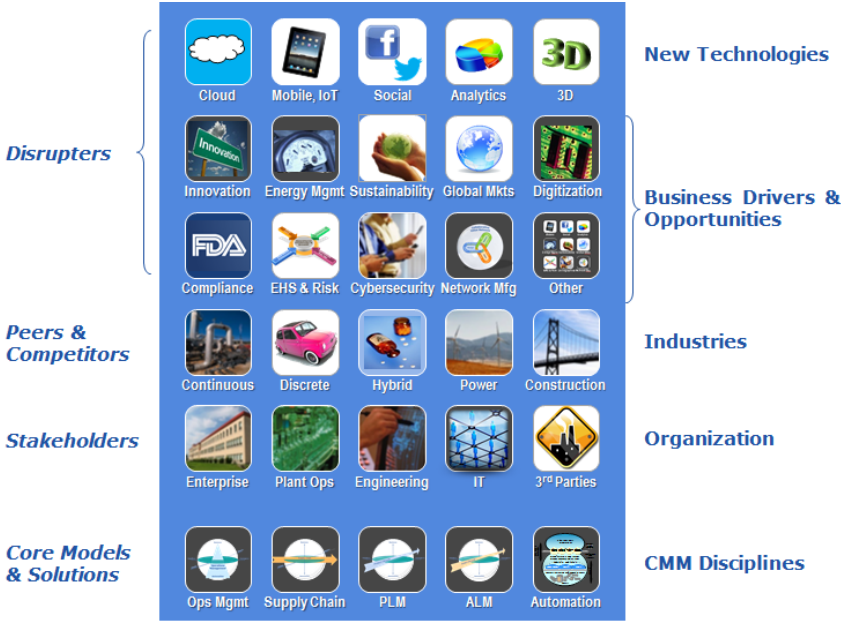 3D
Cloud
Mobile, IoT
Social
Analytics
3D
New Technologies
Disrupters
Innovation
Innovation
Energy Mgmt
Sustainability
Global Mkts
Digitization
Business Drivers &
Opportunities
FDA
Compliance
EHS & Risk
Cybersecurity
Network Mfg
Other
Peers &
Competitors
Continuous
Discrete
Hybrid
Power
Construction
Industries
Stakeholders
Enterprise
Plant Ops
Engineering
IT
3rd Parties
Organization
Core Models
& Solutions
Ops Mgmt
Supply Chain
PLM
ALM
Automation
CMM Disciplines